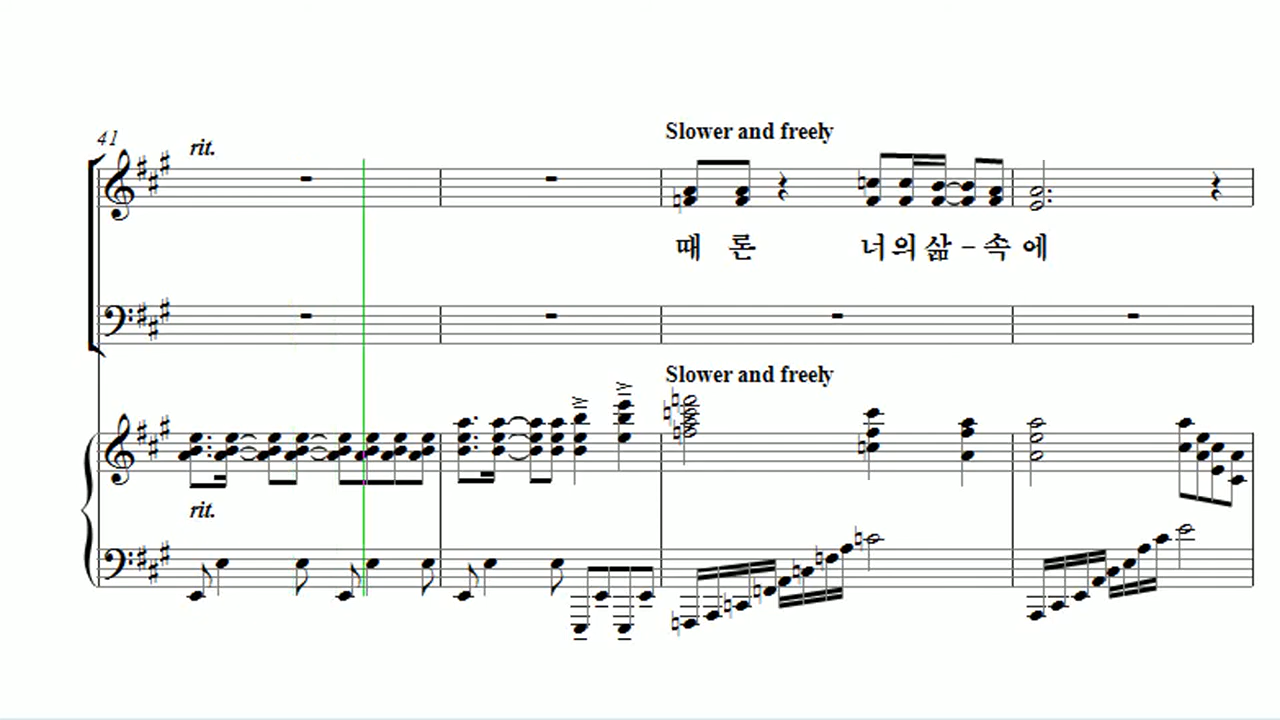 41
rit.
Slower and freely
때 론 너 의 삶 - 속 에
Slower and freely
rit.